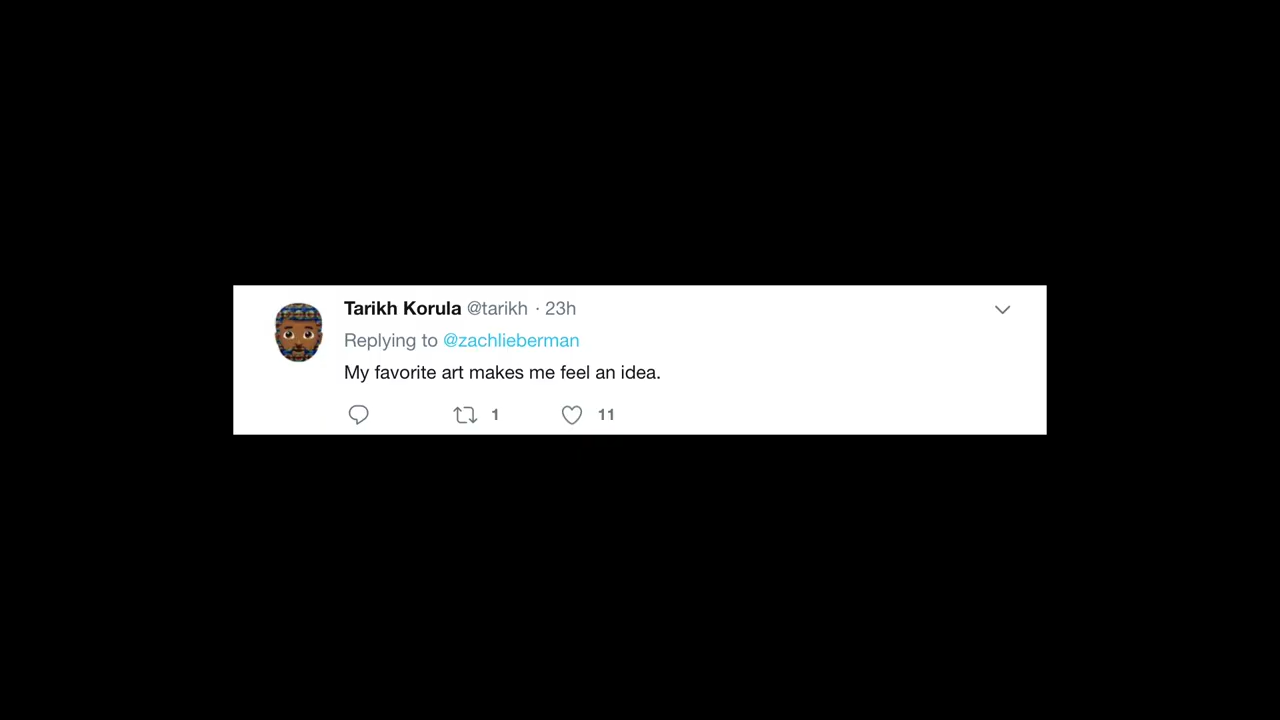 Tarikh Korula @tarikh · 23h
Replying to @zachlieberman
My favorite art makes me feel an idea.
1 11